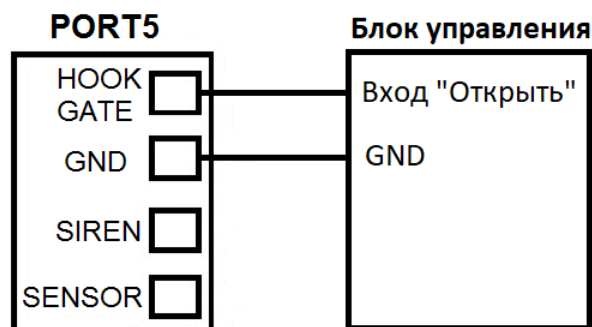 PORT5
Блок управления
HOOK
GATE
Вход "Открыть"
GND
GND
SIREN
SENSOR